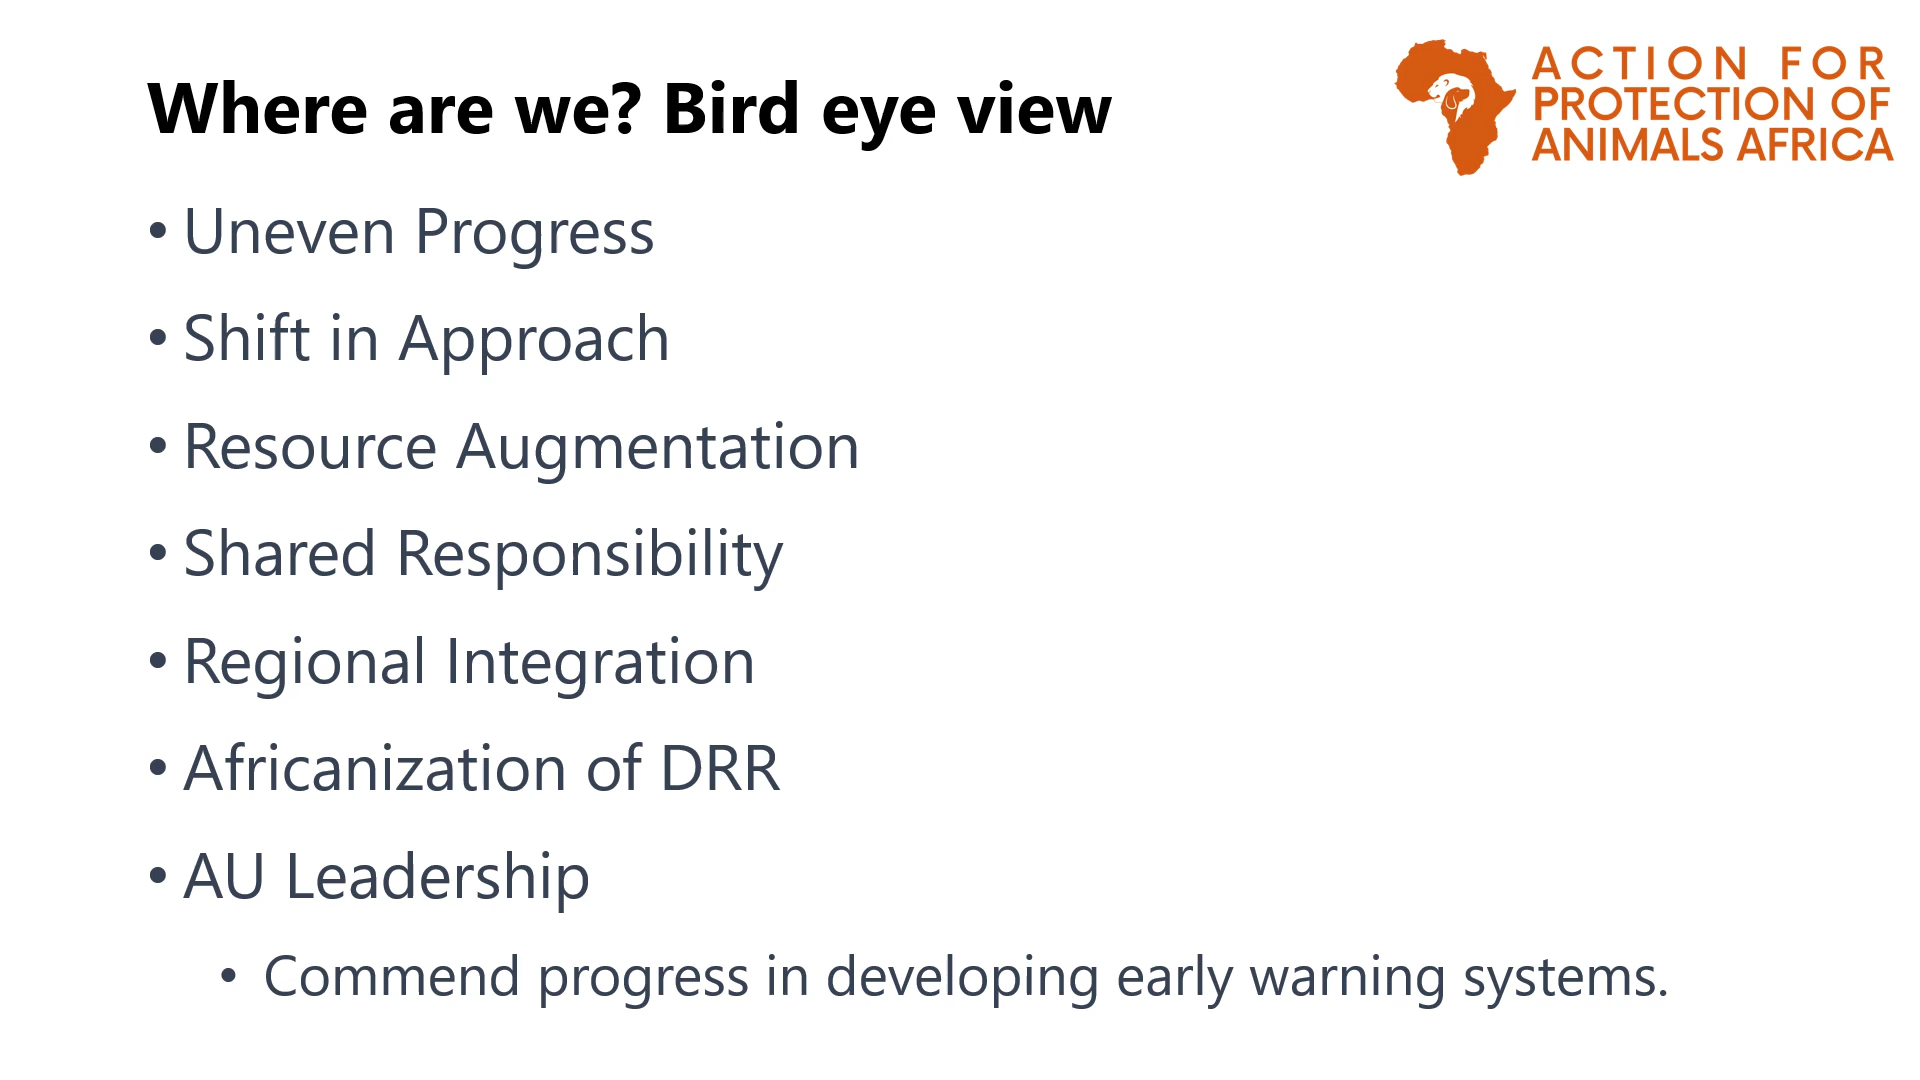 Where are we? Bird eye view
ACTION FOR
PROTECTION OF
ANIMALS AFRICA
• Uneven Progress
• Shift in Approach
• Resource Augmentation
• Shared Responsibility
• Regional Integration
• Africanization of DRR
• AU Leadership
• Commend progress in developing early warning systems.